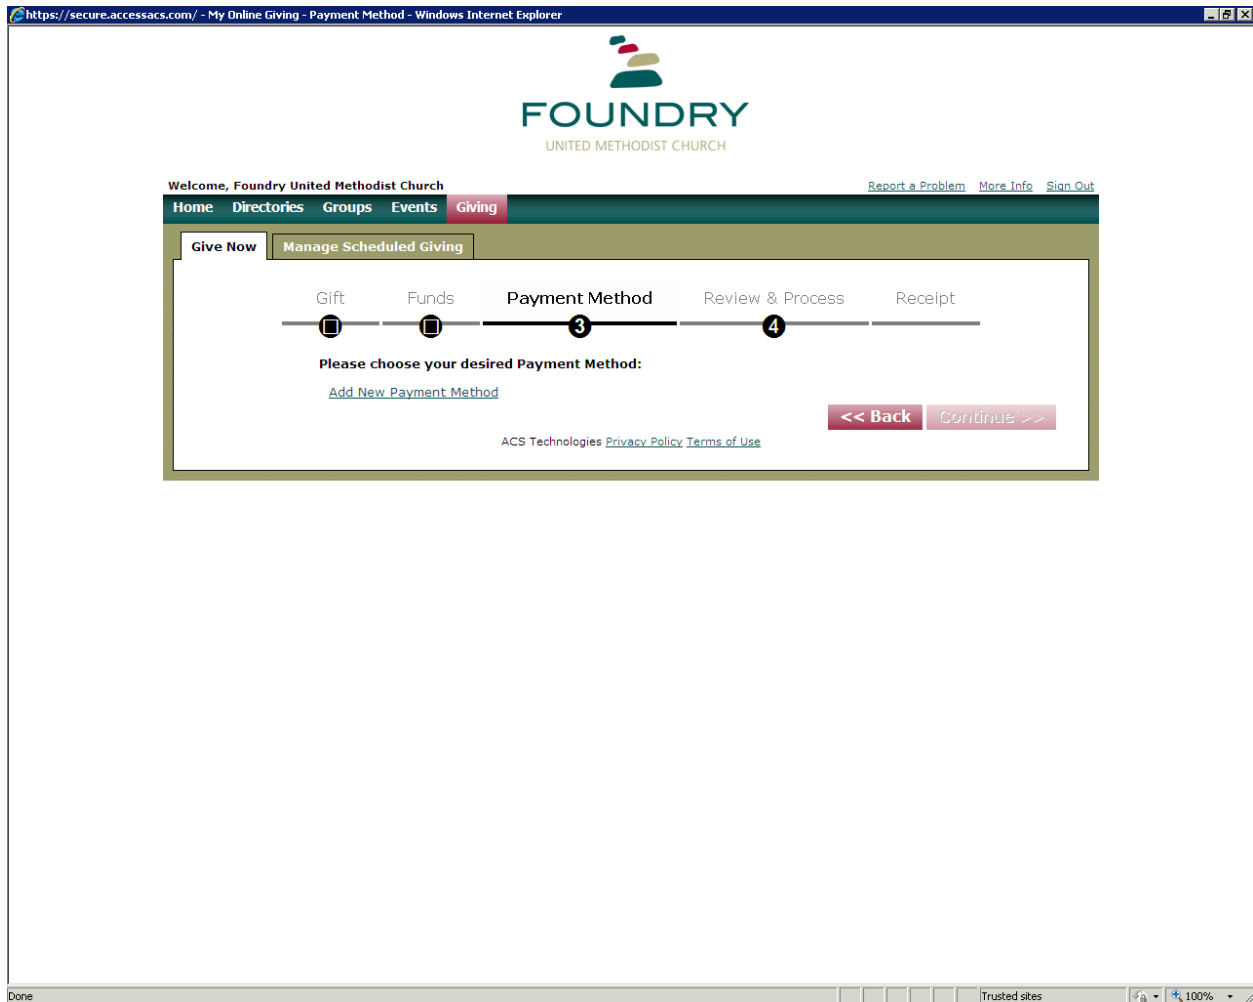 https://secure.accessacs.com/ - My Online Giving - Payment Method - Windows Internet Explorer
FOUNDRY
UNITED METHODIST CHURCH
Welcome, Foundry United Methodist Church Report a Problem More Info Sign Out
Home Directories Groups Events Giving
Give Now Manage Scheduled Giving
Gift Funds Payment Method Review & Process Receipt
3 4
Please choose your desired Payment Method:
Add New Payment Method
<< Back Continue >>
ACS Technologies Privacy Policy Terms of Use
Done Trusted sites 100%